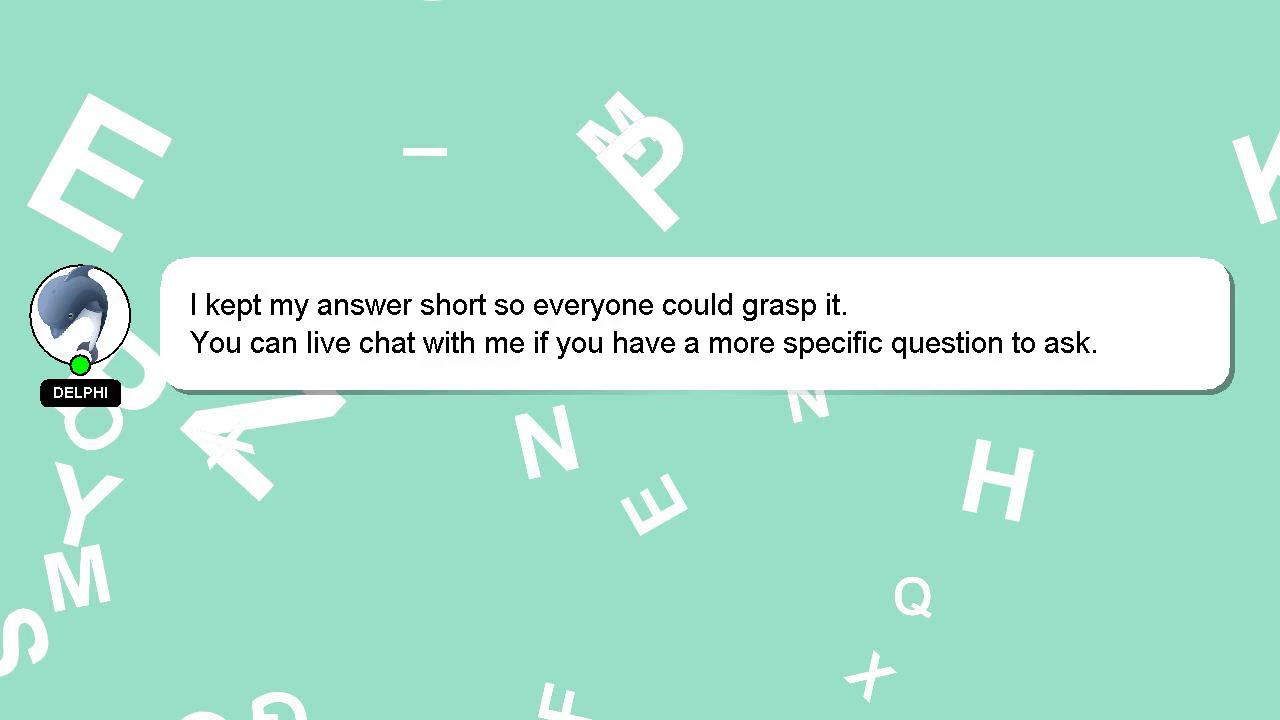 I kept my answer short so everyone could grasp it.
You can live chat with me if you have a more specific question to ask.
DELPHI
E
M
P
K
N
N
E
H
Y
M
S
Q
X
G
F